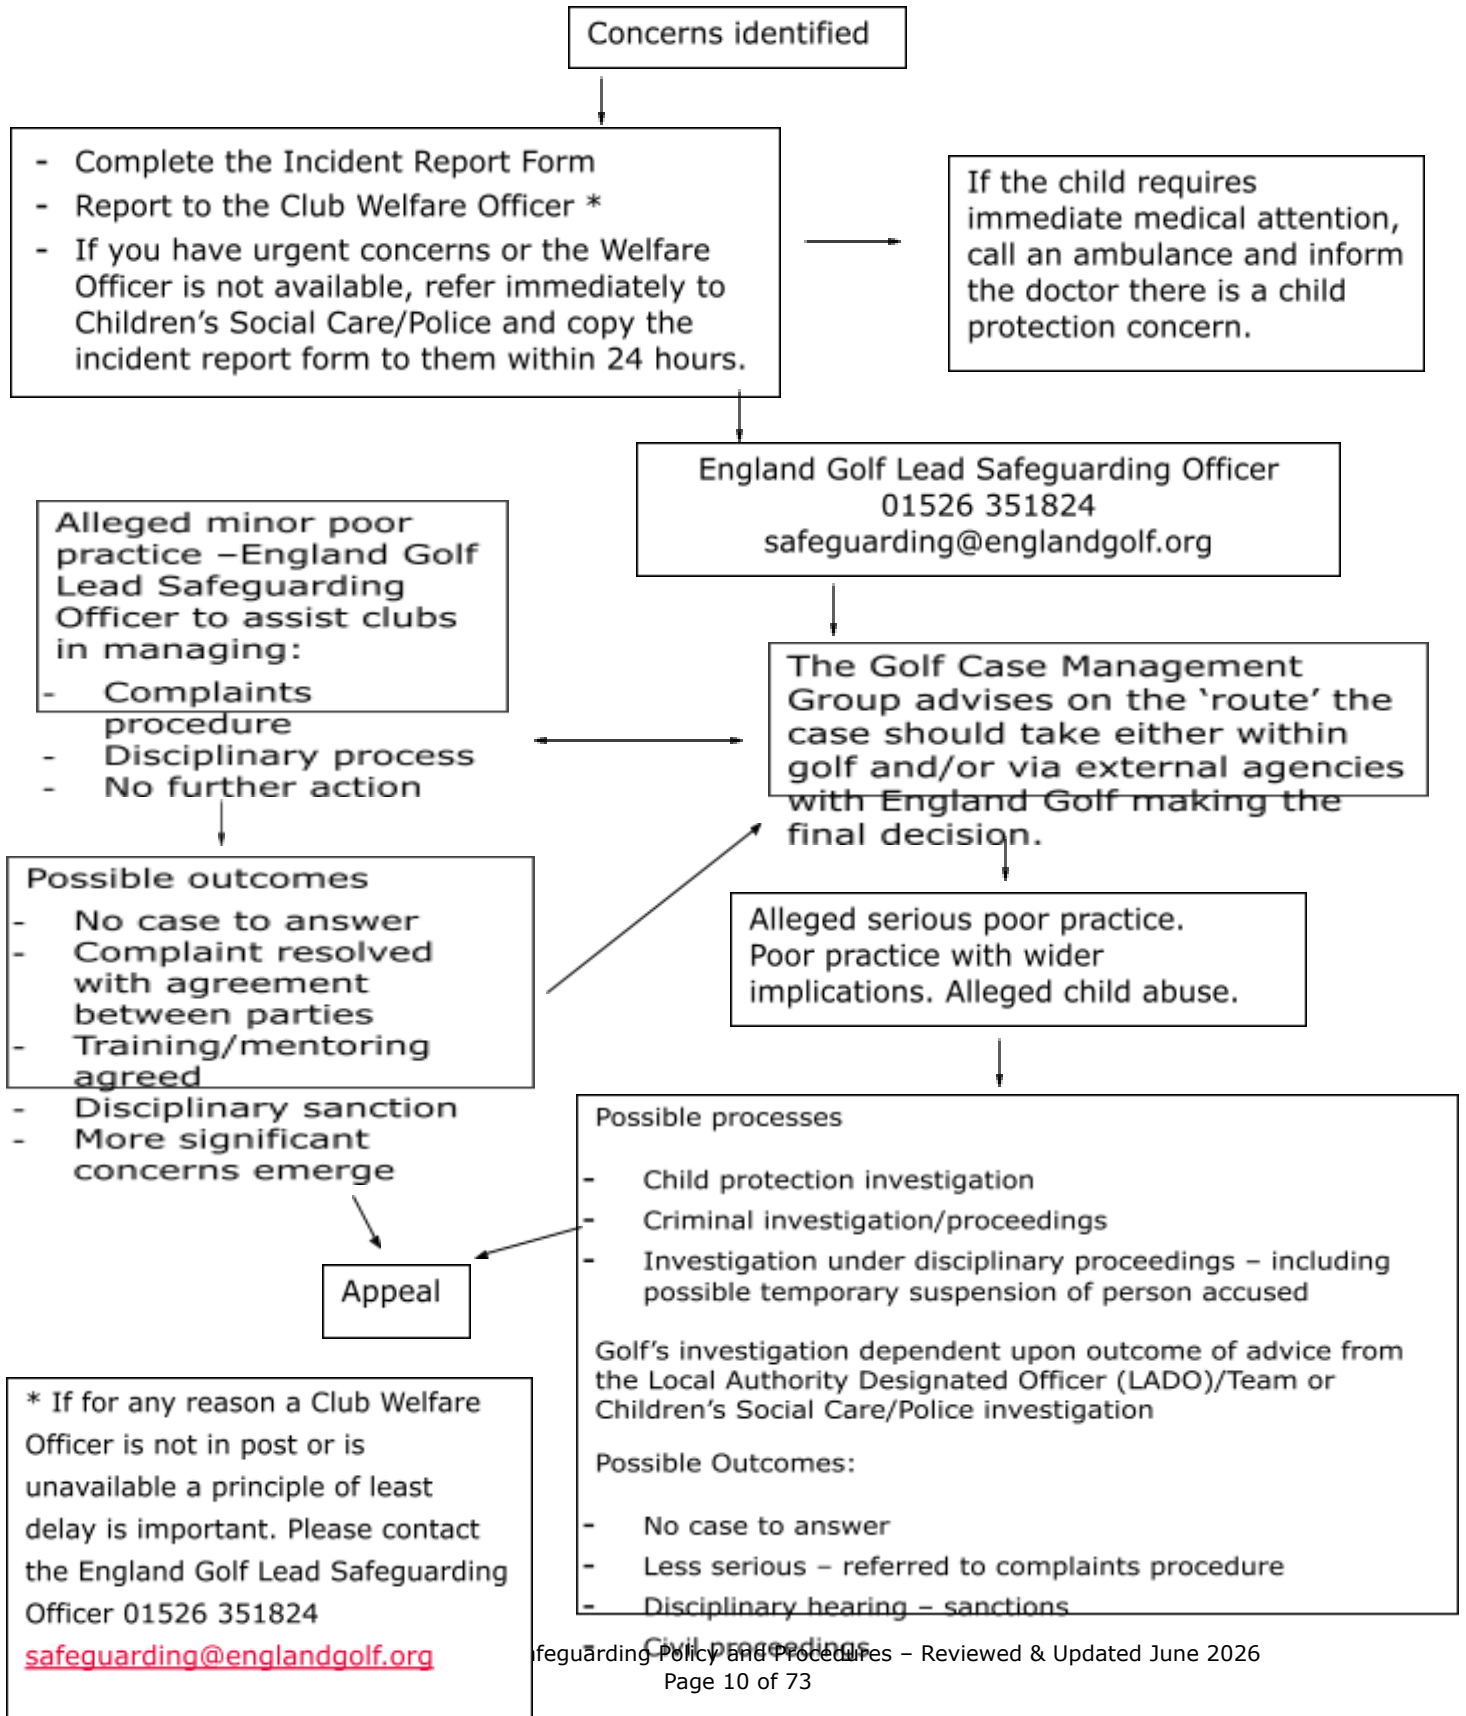 Concerns identified
- Complete the Incident Report Form
- Report to the Club Welfare Officer *
- If you have urgent concerns or the Welfare
Officer is not available, refer immediately to
Children’s Social Care/Police and copy the
incident report form to them within 24 hours.
If the child requires
immediate medical attention,
call an ambulance and inform
the doctor there is a child
protection concern.
England Golf Lead Safeguarding Officer
01526 351824
safeguarding@englandgolf.org
Alleged minor poor
practice –England Golf
Lead Safeguarding
Officer to assist clubs
in managing:
- Complaints
procedure
- Disciplinary process
- No further action
The Golf Case Management
Group advises on the ‘route’ the
case should take either within
golf and/or via external agencies
with England Golf making the
final decision.
Possible outcomes
- No case to answer
- Complaint resolved
with agreement
between parties
- Training/mentoring
agreed
- Disciplinary sanction
- More significant
concerns emerge
Alleged serious poor practice.
Poor practice with wider
implications. Alleged child abuse.
Possible processes
- Child protection investigation
- Criminal investigation/proceedings
- Investigation under disciplinary proceedings – including
possible temporary suspension of person accused
Golf’s investigation dependent upon outcome of advice from
the Local Authority Designated Officer (LADO)/Team or
Children’s Social Care/Police investigation
Possible Outcomes:
- No case to answer
- Less serious – referred to complaints procedure
- Disciplinary hearing – sanctions
- Civil proceedings
Appeal
* If for any reason a Club Welfare
Officer is not in post or is
unavailable a principle of least
delay is important. Please contact
the England Golf Lead Safeguarding
Officer 01526 351824
safeguarding@englandgolf.org
afeguarding Policy and Procedures – Reviewed & Updated June 2026
Page 10 of 73